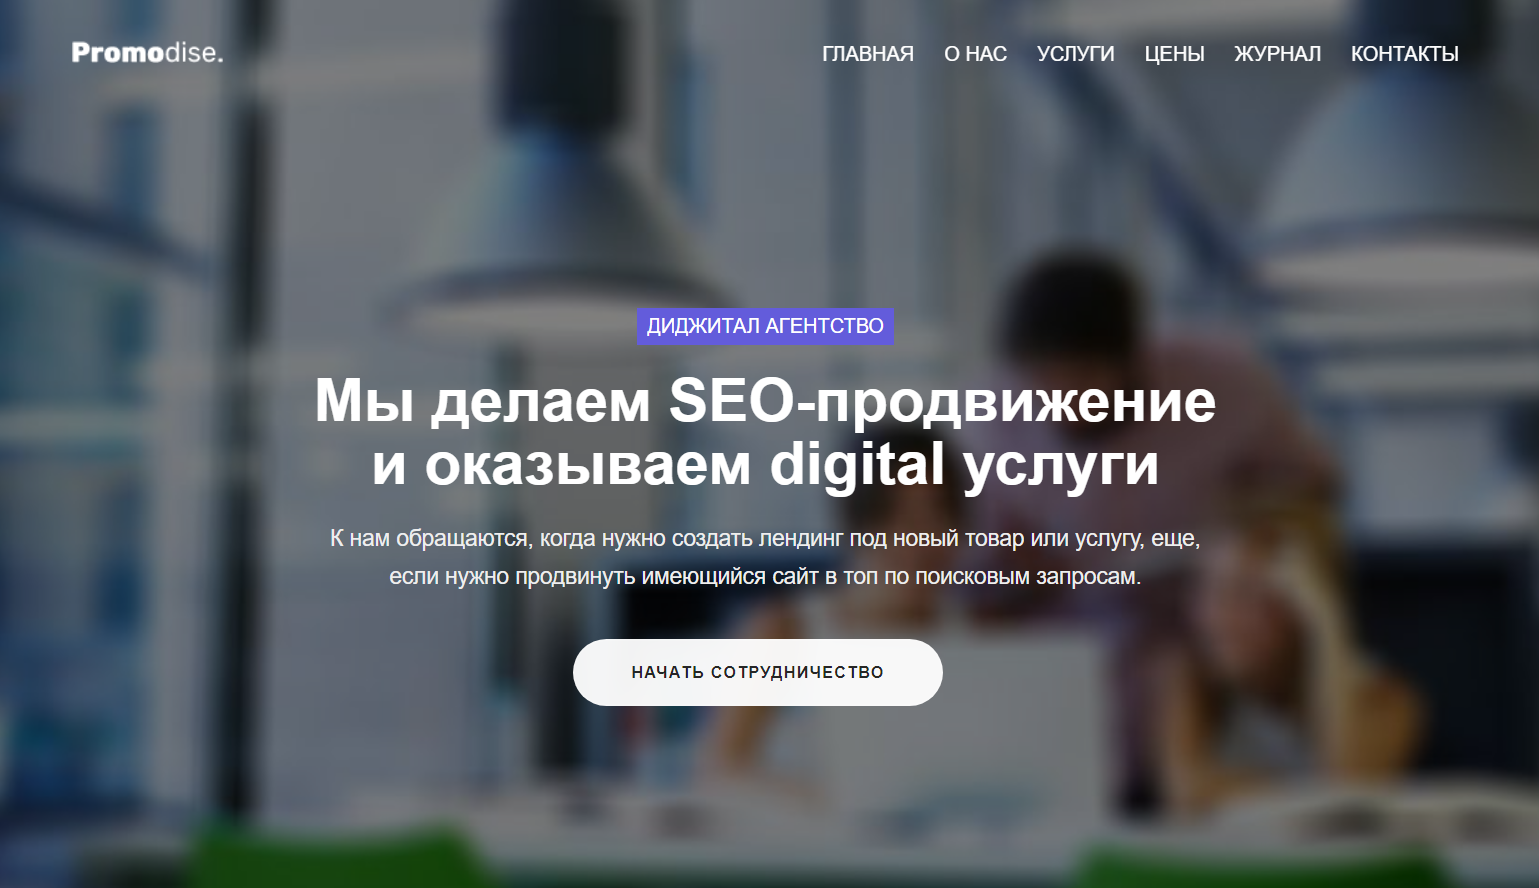 Promodise.
ГЛАВНАЯ О НАС УСЛУГИ ЦЕНЫ ЖУРНАЛ КОНТАКТЫ
ДИДЖИТАЛ АГЕНТСТВО
Мы делаем SEO-продвижение
и оказываем digital услуги
К нам обращаются, когда нужно создать лендинг под новый товар или услугу, еще,
если нужно продвинуть имеющийся сайт в топ по поисковым запросам.
НАЧАТЬ СОТРУДНИЧЕСТВО